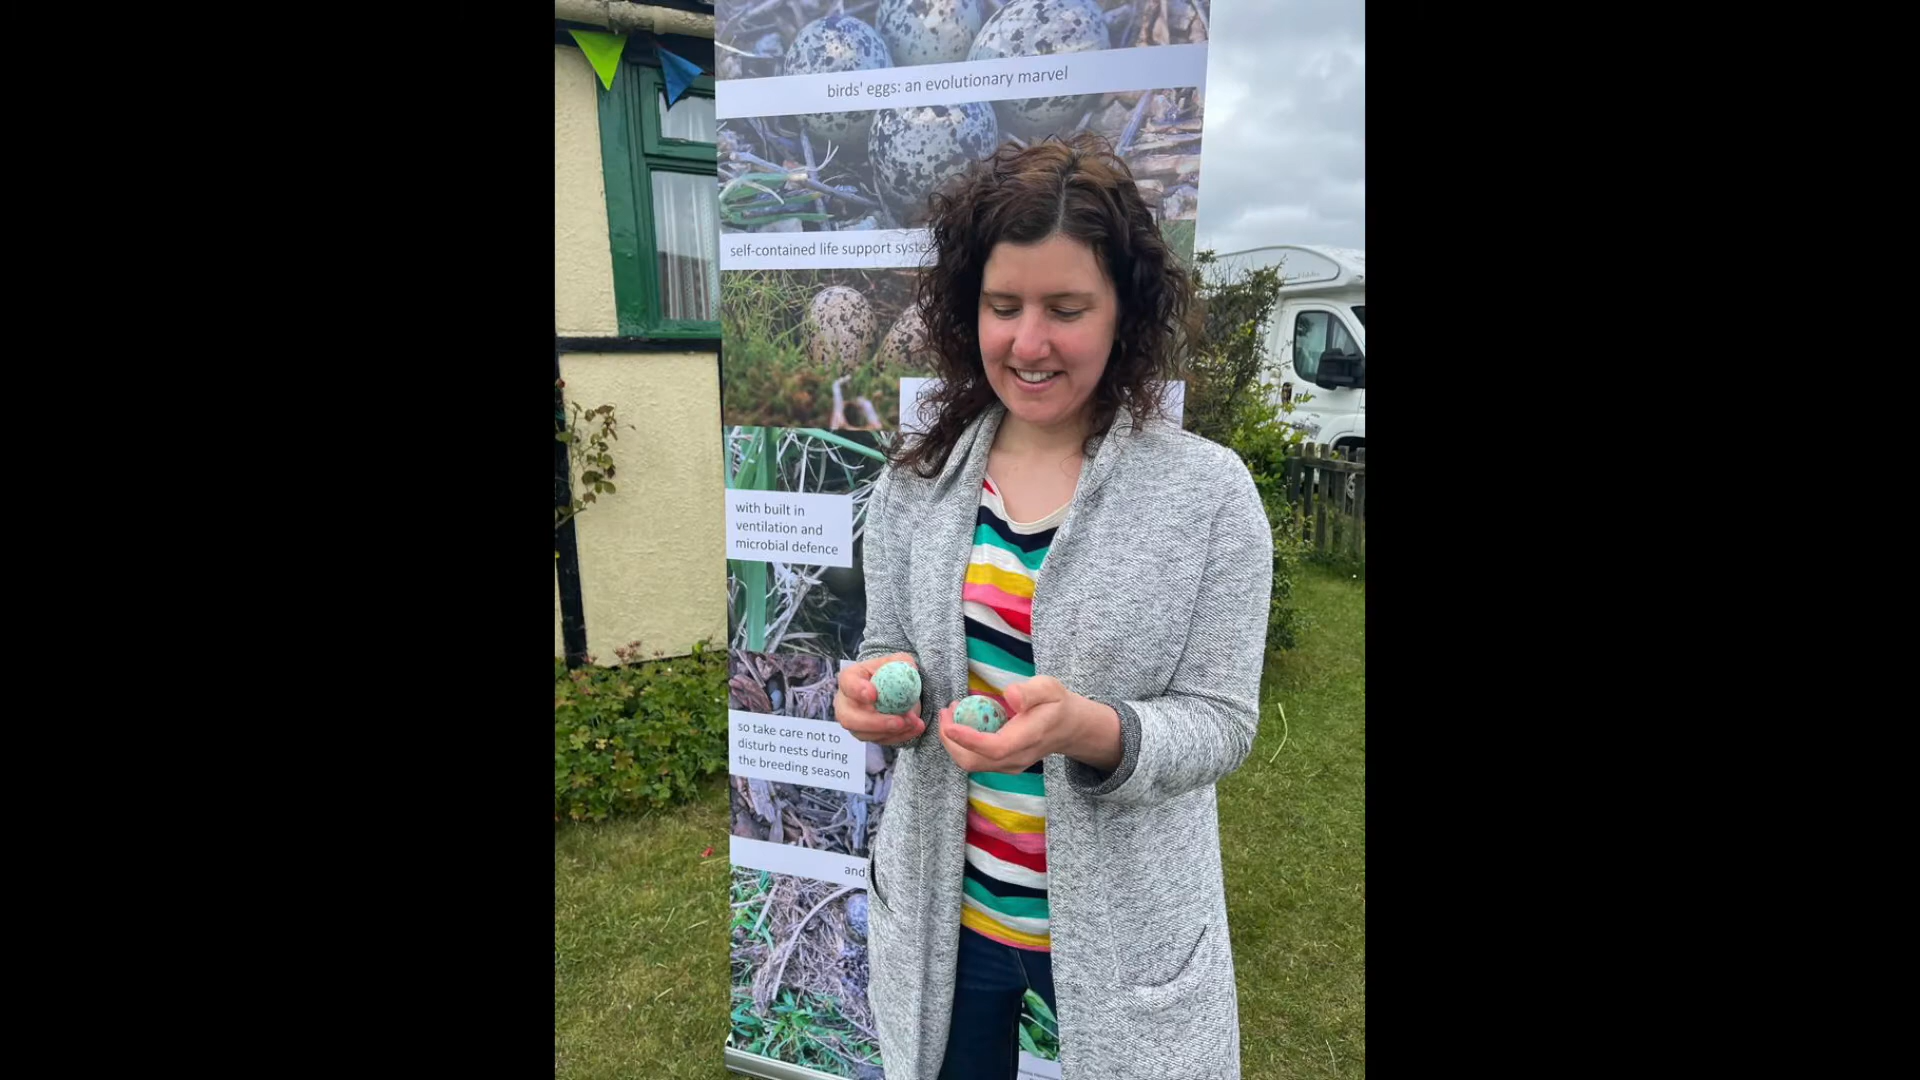 birds' eggs: an evolutionary marvel
self-contained life support
with built in
ventilation and
microbial defence
so take care not to
disturb nests during
the breeding season
and